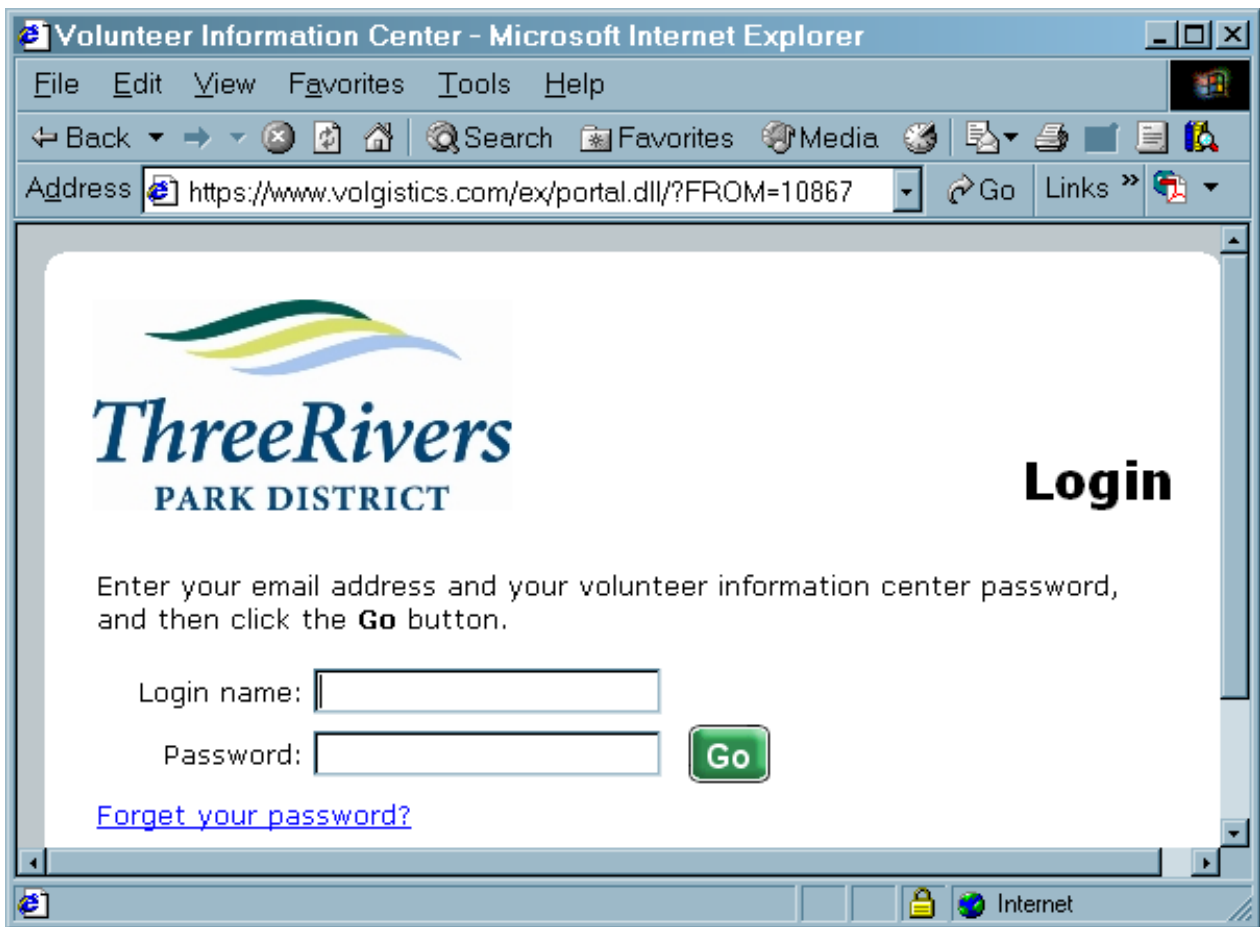 Volunteer Information Center - Microsoft Internet Explorer
File Edit View Favorites Tools Help
Back Search Favorites Media
Address https://www.volgistics.com/ex/portal.dll/?FROM=10867 Go Links »
ThreeRivers
PARK DISTRICT
Login
Enter your email address and your volunteer information center password,
and then click the Go button.
Login name:
Password:
Go
Forget your password?
Internet